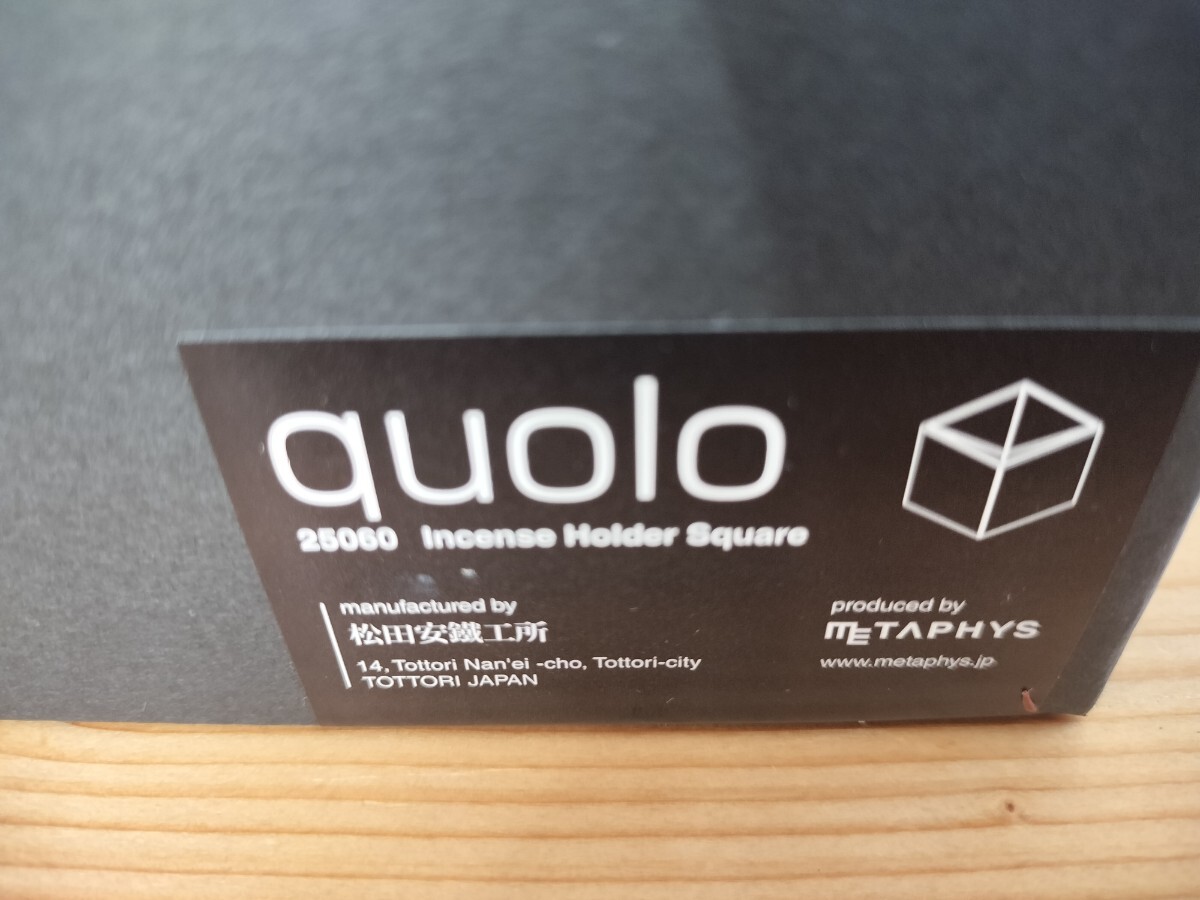 quolo
25060 Incense Holder Square
manufactured by
松田安鐵工所
14, Tottori Nan'ei -cho, Tottori-city
TOTTORI JAPAN
produced by
METAPHYS
www.metaphys.jp